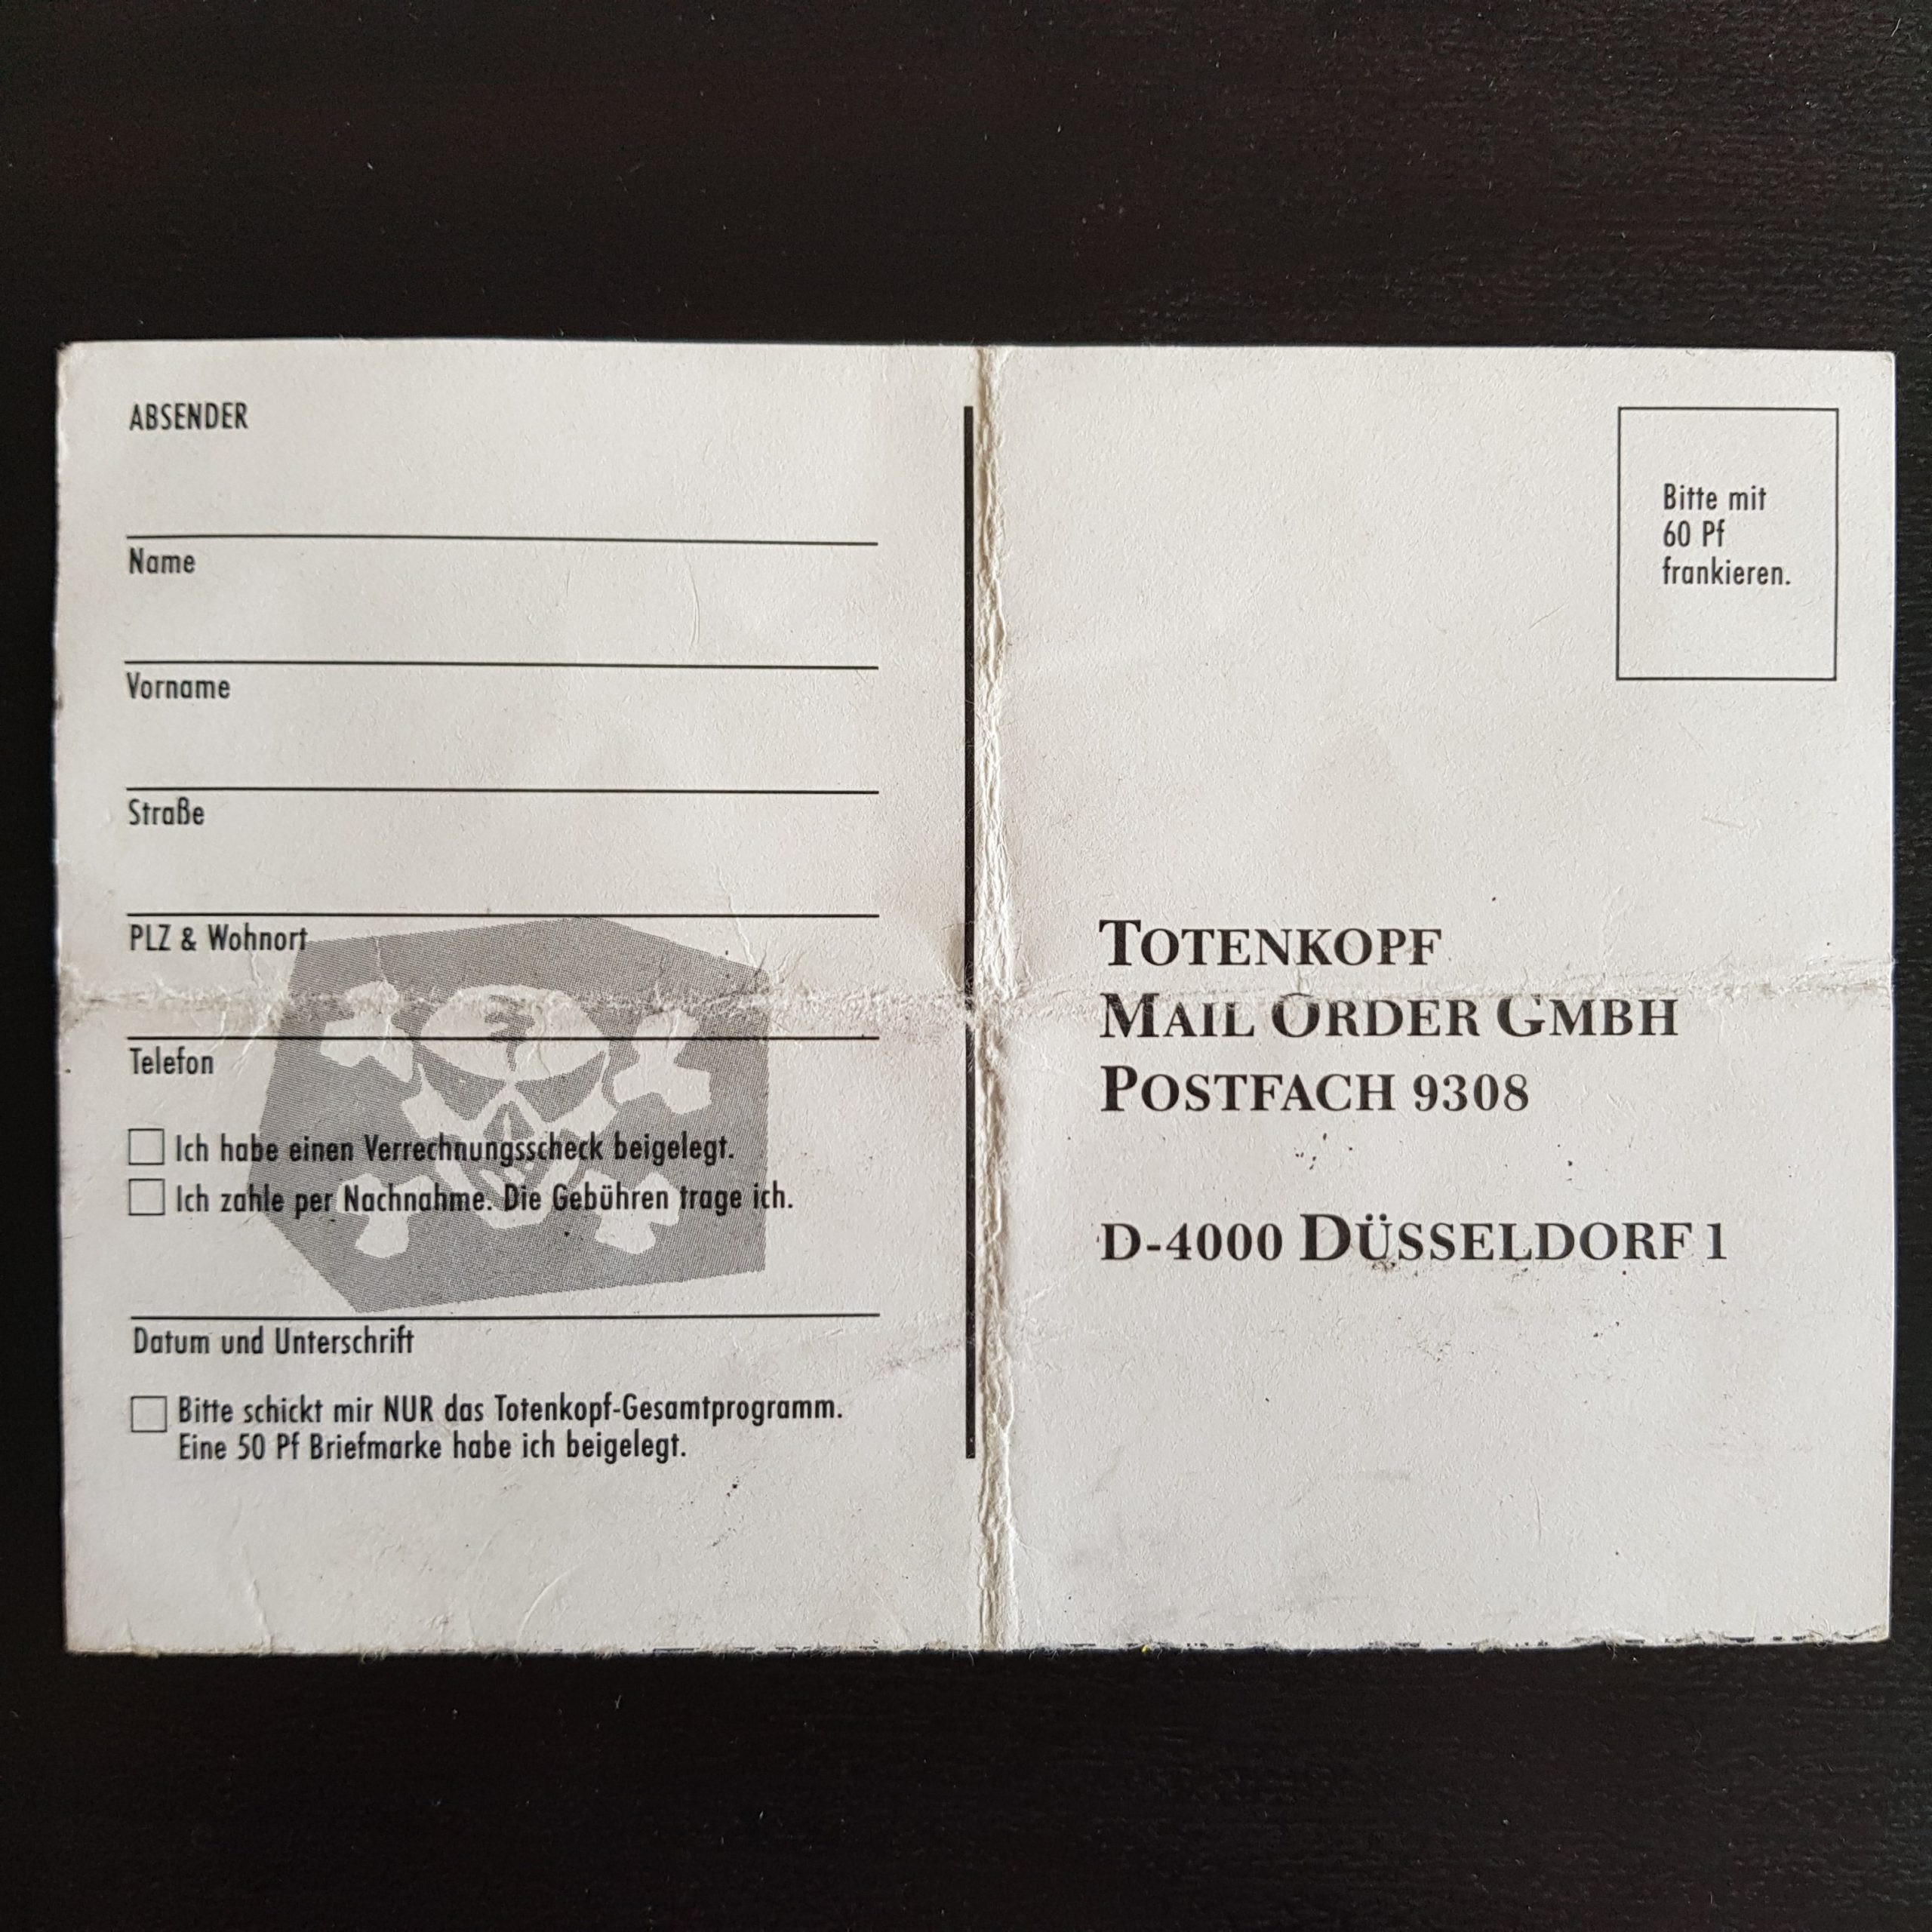 ABSENDER
Name
Vorname
Straße
PLZ & Wohnort
Telefon
Ich habe einen Verrechnungsscheck beigelegt.
Ich zahle per Nachnahme. Die Gebühren trage ich.
Datum und Unterschrift
Bitte schickt mir NUR das Totenkopf-Gesamtprogramm.
Eine 50 Pf Briefmarke habe ich beigelegt.
Bitte mit
60 Pf
frankieren.
TOTENKOPF
MAIL ORDER GMBH
POSTFACH 9308
D-4000 DÜSSELDORF 1